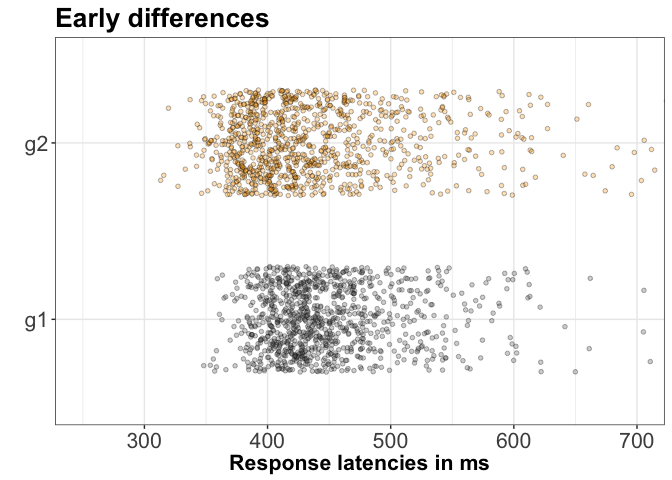 Early differences
g2
g1
300 400 500 600 700
Response latencies in ms